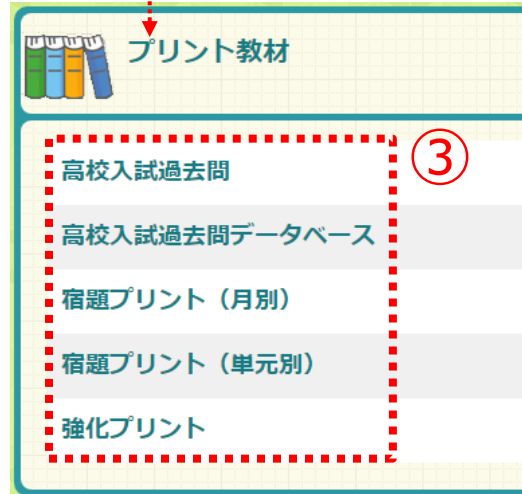 プリント教材
③
高校入試過去問
高校入試過去問データベース
宿題プリント（月別）
宿題プリント（単元別）
強化プリント